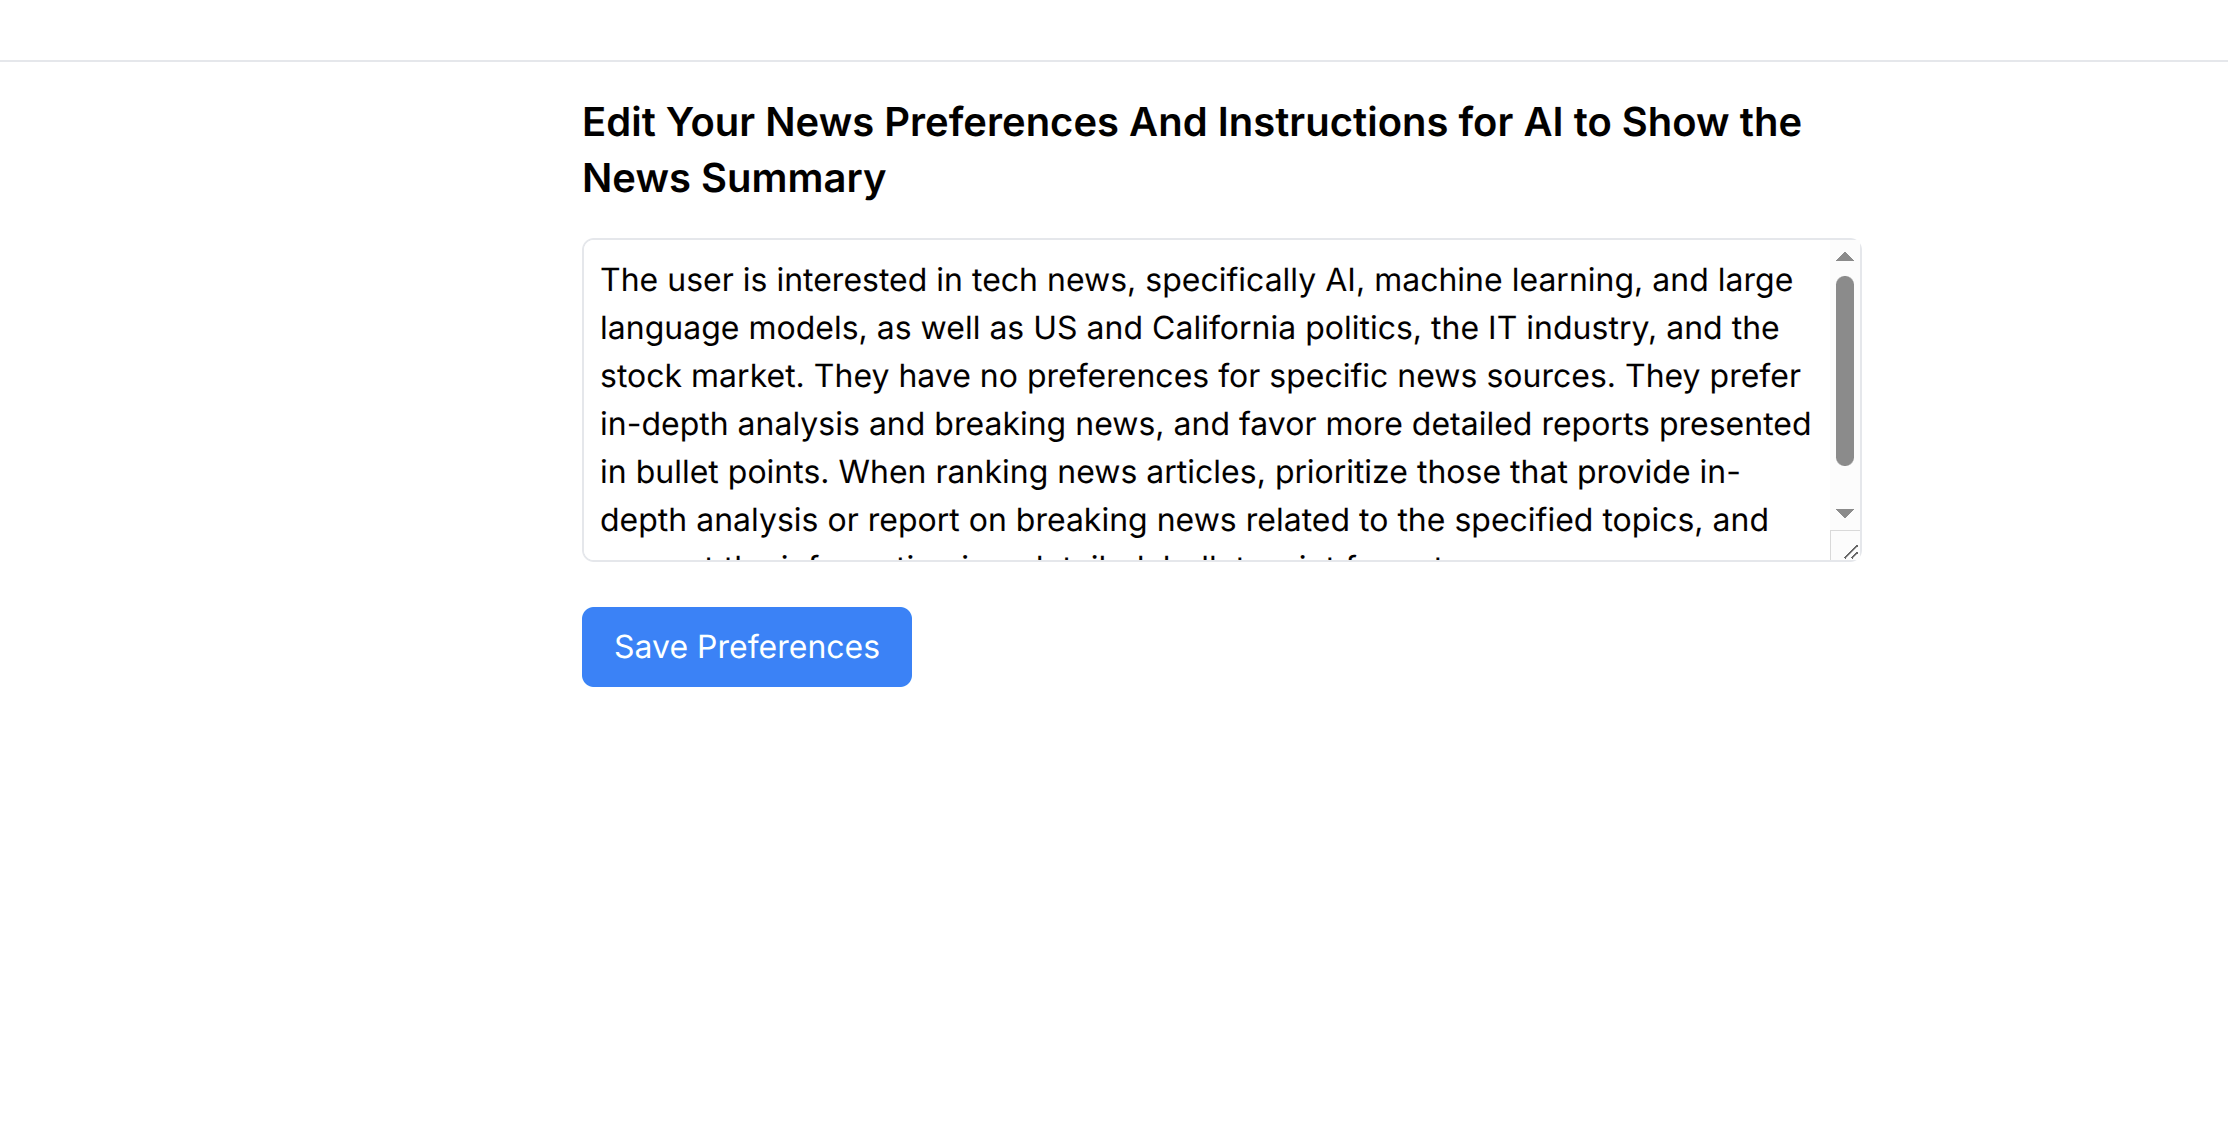 Edit Your News Preferences And Instructions for AI to Show the
News Summary
The user is interested in tech news, specifically AI, machine learning, and large
language models, as well as US and California politics, the IT industry, and the
stock market. They have no preferences for specific news sources. They prefer
in-depth analysis and breaking news, and favor more detailed reports presented
in bullet points. When ranking news articles, prioritize those that provide in-
depth analysis or report on breaking news related to the specified topics, and
Save Preferences